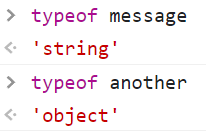 > typeof message
<· 'string'
> typeof another
<· 'object'